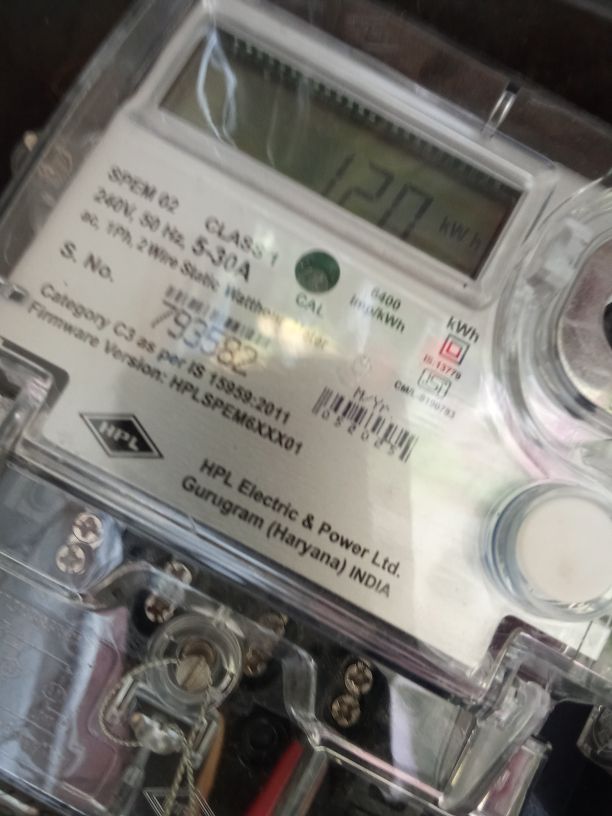 120 kWh
SPEM 02 CLASS 1
240V, 50 Hz, 5-30A
ac, 1Ph, 2 Wire Static Watthour Meter
CAL
6400
Imp/kWh
kWh
S. No.
793582
IS:13779
ISI
Category C3 as per IS 15959:2011
Firmware Version: HPLSPEM6XXX01
M/Yr
HPL
HPL Electric & Power Ltd.
Gurugram (Haryana) INDIA